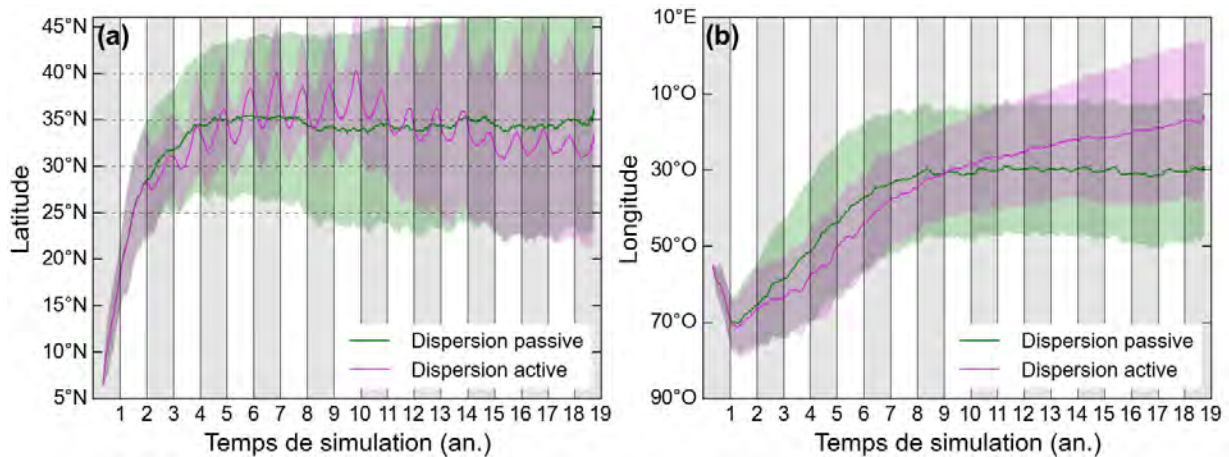 (a)
45°N
40°N
35°N
30°N
25°N
20°N
15°N
10°N
5°N
Latitude
Dispersion passive
Dispersion active
1 2 3 4 5 6 7 8 9 10 11 12 13 14 15 16 17 18 19
Temps de simulation (an.)
(b)
10°E
10°O
30°O
50°O
70°O
90°O
Longitude
Dispersion passive
Dispersion active
1 2 3 4 5 6 7 8 9 10 11 12 13 14 15 16 17 18 19
Temps de simulation (an.)